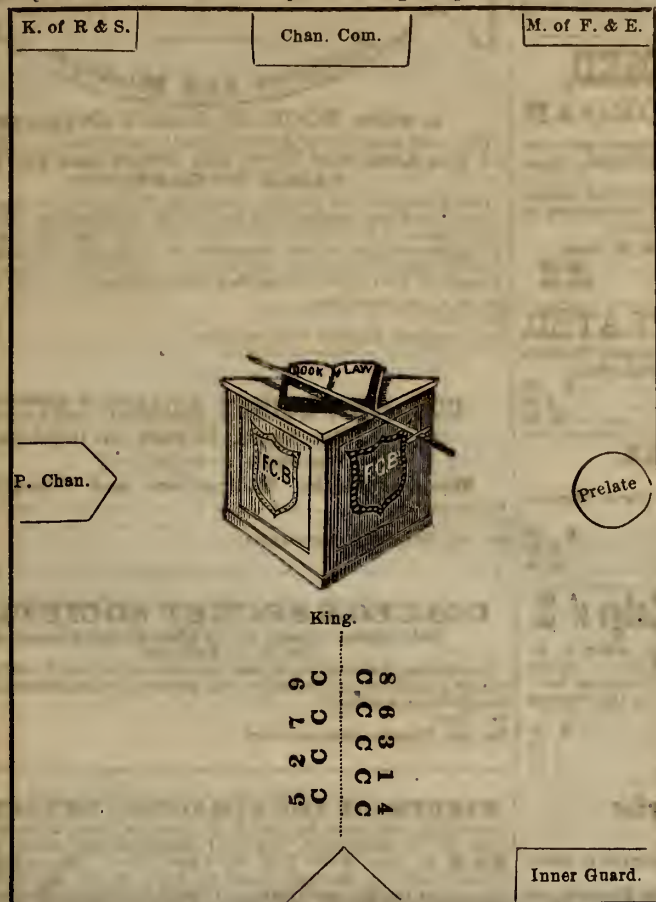 K. of R & S.
Chan. Com.
M. of F. & E.
BOOK LAW
F.C.B
F.C.B
P. Chan.
Prelate
King.
9 C
7 C
2 C
5 C
C 8
C 6
C 3
C 1
C 4
Inner Guard.